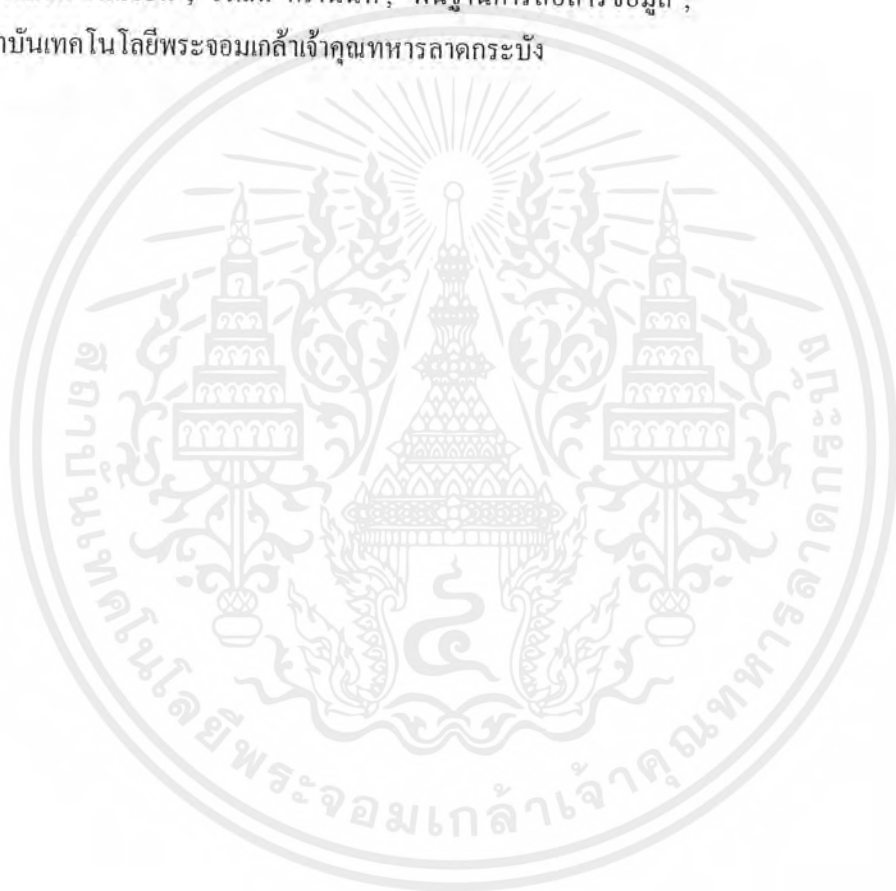 พื้นฐานการสื่อสารข้อมูล ,
าบันเทคโนโลยีพระจอมเกล้าเจ้าคุณทหารลาดกระบัง
สถาบันเทคโนโลยีพระจอมเกล้าเจ้าคุณทหารลาดกระบัง
๔